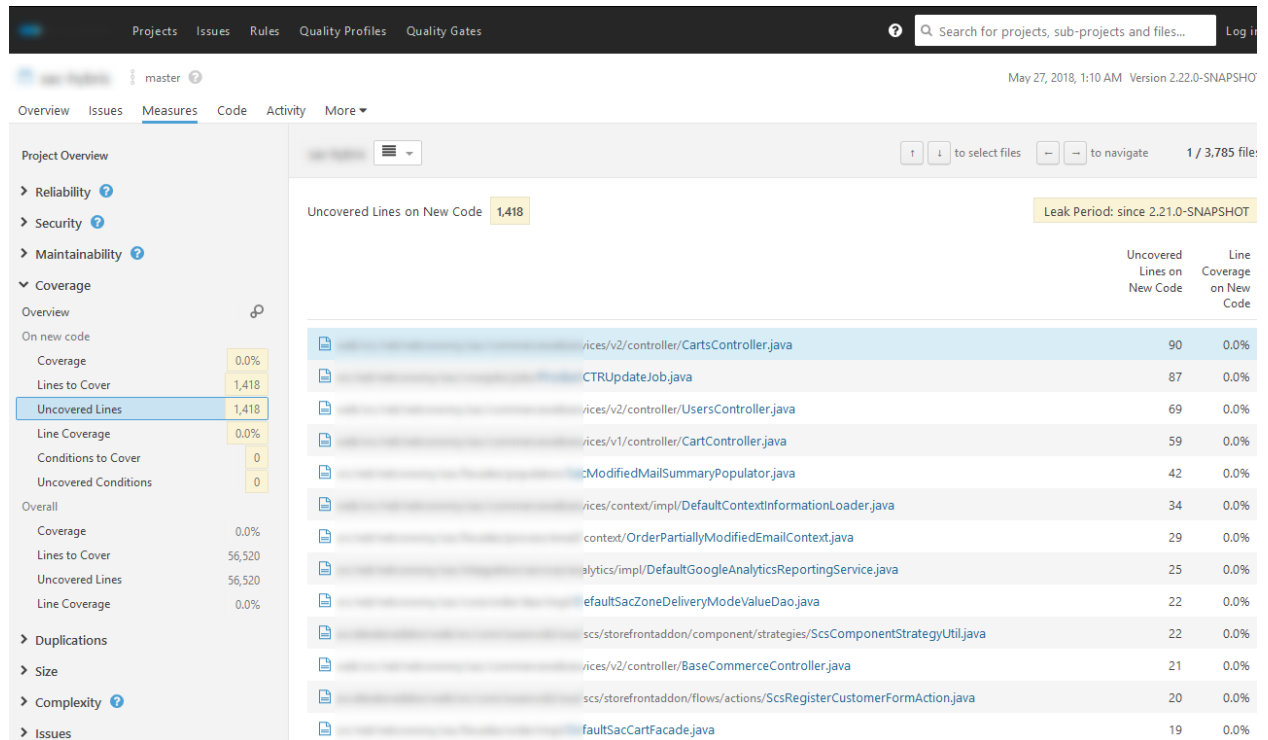 Projects Issues Rules Quality Profiles Quality Gates ? Search for projects, sub-projects and files... Log in
master ? May 27, 2018, 1:10 AM Version 2.22.0-SNAPSHOT
Overview Issues Measures Code Activity More
Project Overview
↑ ↓ to select files ← → to navigate 1 / 3,785 files
Reliability ?
Security ?
Maintainability ?
Coverage
Overview
On new code
Coverage 0.0%
Lines to Cover 1,418
Uncovered Lines 1,418
Line Coverage 0.0%
Conditions to Cover 0
Uncovered Conditions 0
Overall
Coverage 0.0%
Lines to Cover 56,520
Uncovered Lines 56,520
Line Coverage 0.0%
Duplications
Size
Complexity ?
Issues
Uncovered Lines on New Code 1,418 Leak Period: since 2.21.0-SNAPSHOT
Uncovered Lines on New Code
Line Coverage on New Code
vices/v2/controller/CartsController.java 90 0.0%
CTRUpdateJob.java 87 0.0%
vices/v2/controller/UsersController.java 69 0.0%
vices/v1/controller/CartController.java 59 0.0%
cModifiedMailSummaryPopulator.java 42 0.0%
vices/context/impl/DefaultContextInformationLoader.java 34 0.0%
context/OrderPartiallyModifiedEmailContext.java 29 0.0%
alytics/impl/DefaultGoogleAnalyticsReportingService.java 25 0.0%
efaultSacZoneDeliveryModeValueDao.java 22 0.0%
scs/storefrontaddon/component/strategies/ScsComponentStrategyUtil.java 22 0.0%
vices/v2/controller/BaseCommerceController.java 21 0.0%
scs/storefrontaddon/flows/actions/ScsRegisterCustomerFormAction.java 20 0.0%
faultSacCartFacade.java 19 0.0%